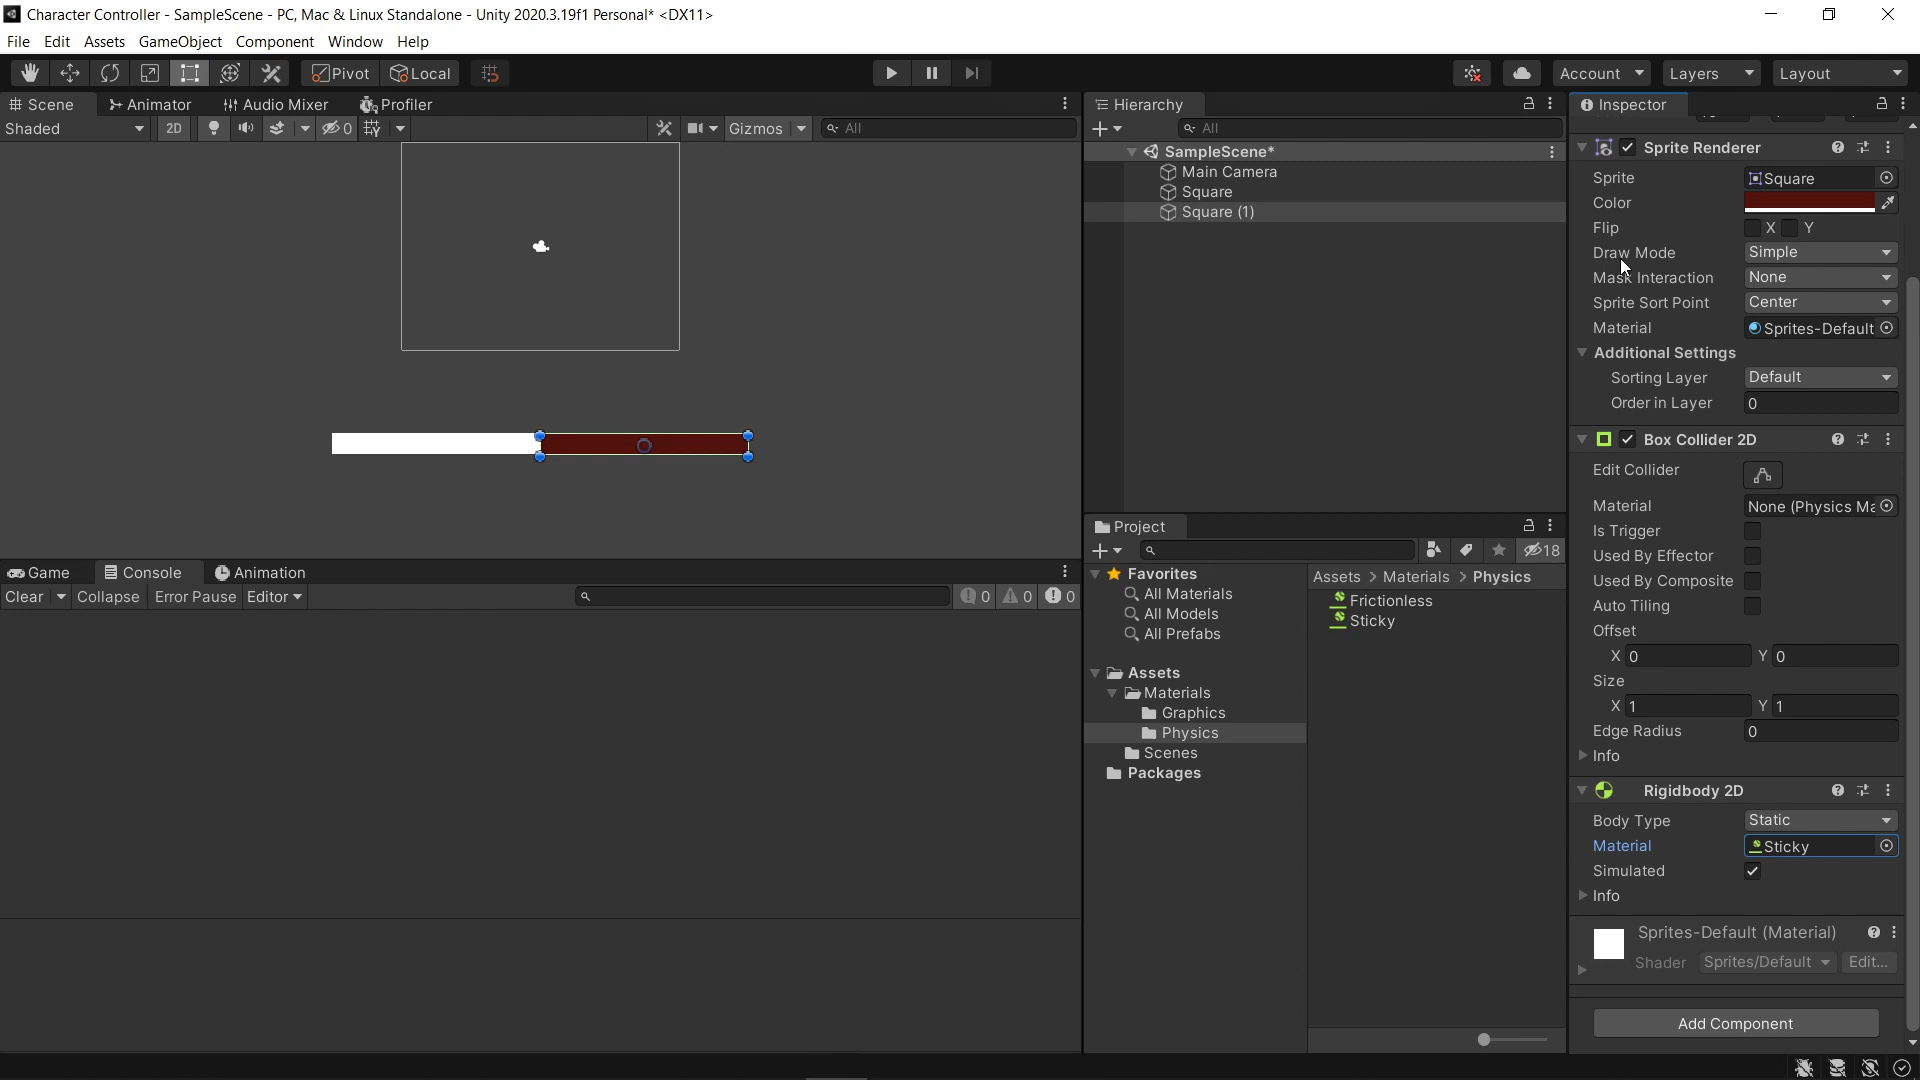 Character Controller - SampleScene - PC, Mac & Linux Standalone - Unity 2020.3.19f1 Personal* <DX11>
File Edit Assets GameObject Component Window Help
Pivot Local Account Layers Layout
Scene Animator Audio Mixer Profiler
Shaded 2D 0 Gizmos All
Hierarchy
All
SampleScene*
Main Camera
Square
Square (1)
Game Console Animation
Clear Collapse Error Pause Editor 0 0 0
Project
18
Favorites
All Materials
All Models
All Prefabs
Assets
Materials
Graphics
Physics
Scenes
Packages
Assets > Materials > Physics
Frictionless
Sticky
Inspector
Sprite Renderer
Sprite Square
Color
Flip X Y
Draw Mode Simple
Mask Interaction None
Sprite Sort Point Center
Material Sprites-Default
Additional Settings
Sorting Layer Default
Order in Layer 0
Box Collider 2D
Edit Collider
Material None (Physics Ma
Is Trigger
Used By Effector
Used By Composite
Auto Tiling
Offset
X 0 Y 0
Size
X 1 Y 1
Edge Radius 0
Info
Rigidbody 2D
Body Type Static
Material Sticky
Simulated
Info
Sprites-Default (Material)
Shader Sprites/Default Edit...
Add Component